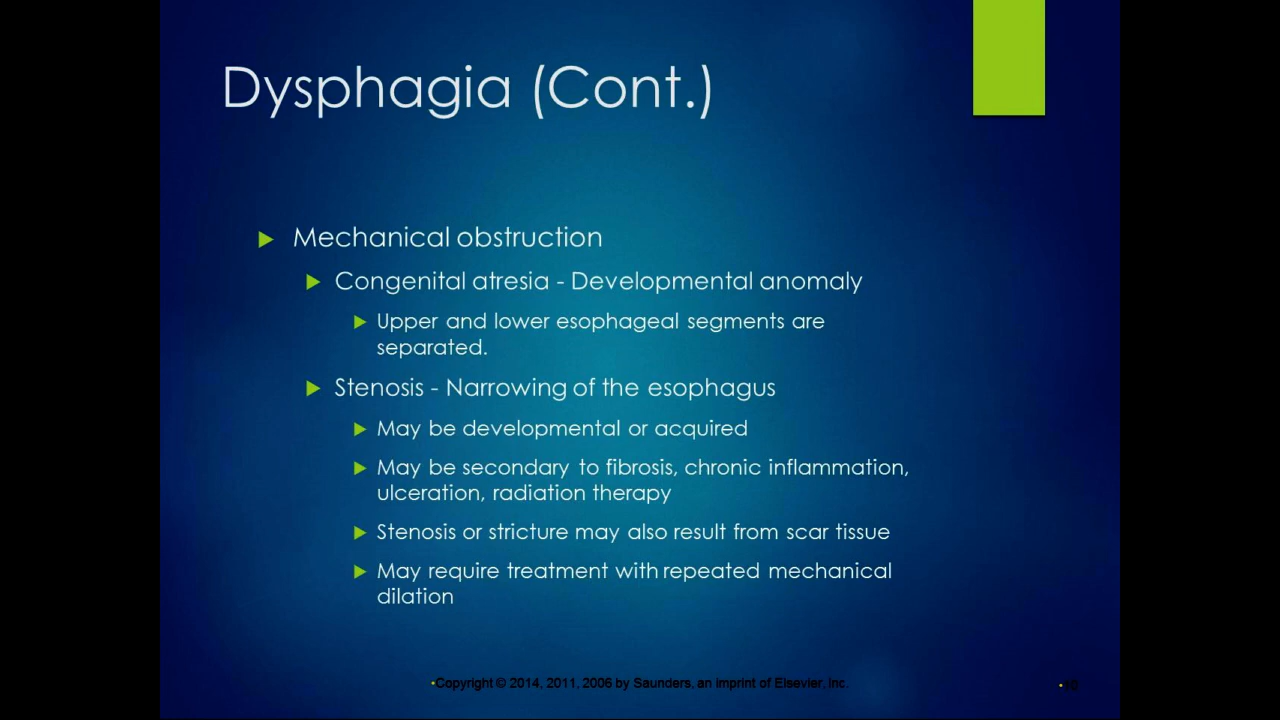 Dysphagia (Cont.)
Mechanical obstruction
Congenital atresia - Developmental anomaly
Upper and lower esophageal segments are
separated.
Stenosis - Narrowing of the esophagus
May be developmental or acquired
May be secondary to fibrosis, chronic inflammation,
ulceration, radiation therapy
Stenosis or stricture may also result from scar tissue
May require treatment with repeated mechanical
dilation
•Copyright © 2014, 2011, 2006 by Saunders, an imprint of Elsevier, Inc.